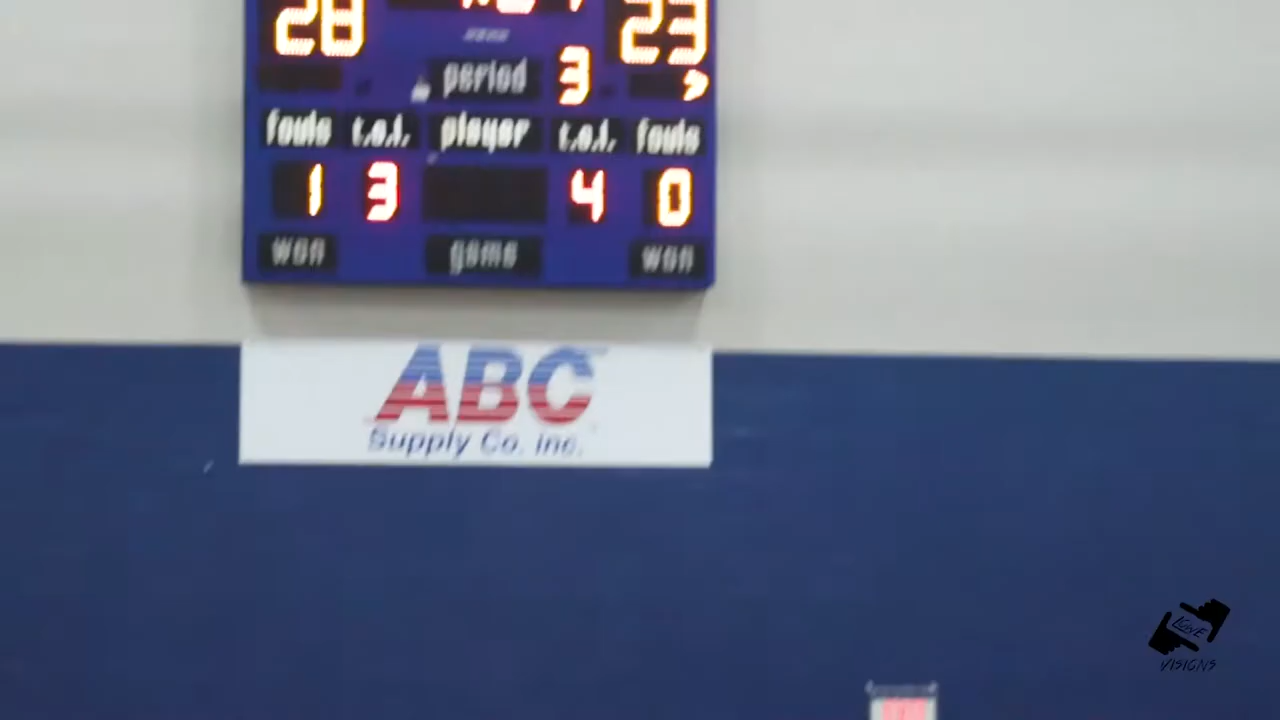 28 23
period 3
fouls t.o.l. player t.o.l. fouls
1 3 4 0
won game won
ABC
Supply Co. Inc.
LOWE
VISIONS